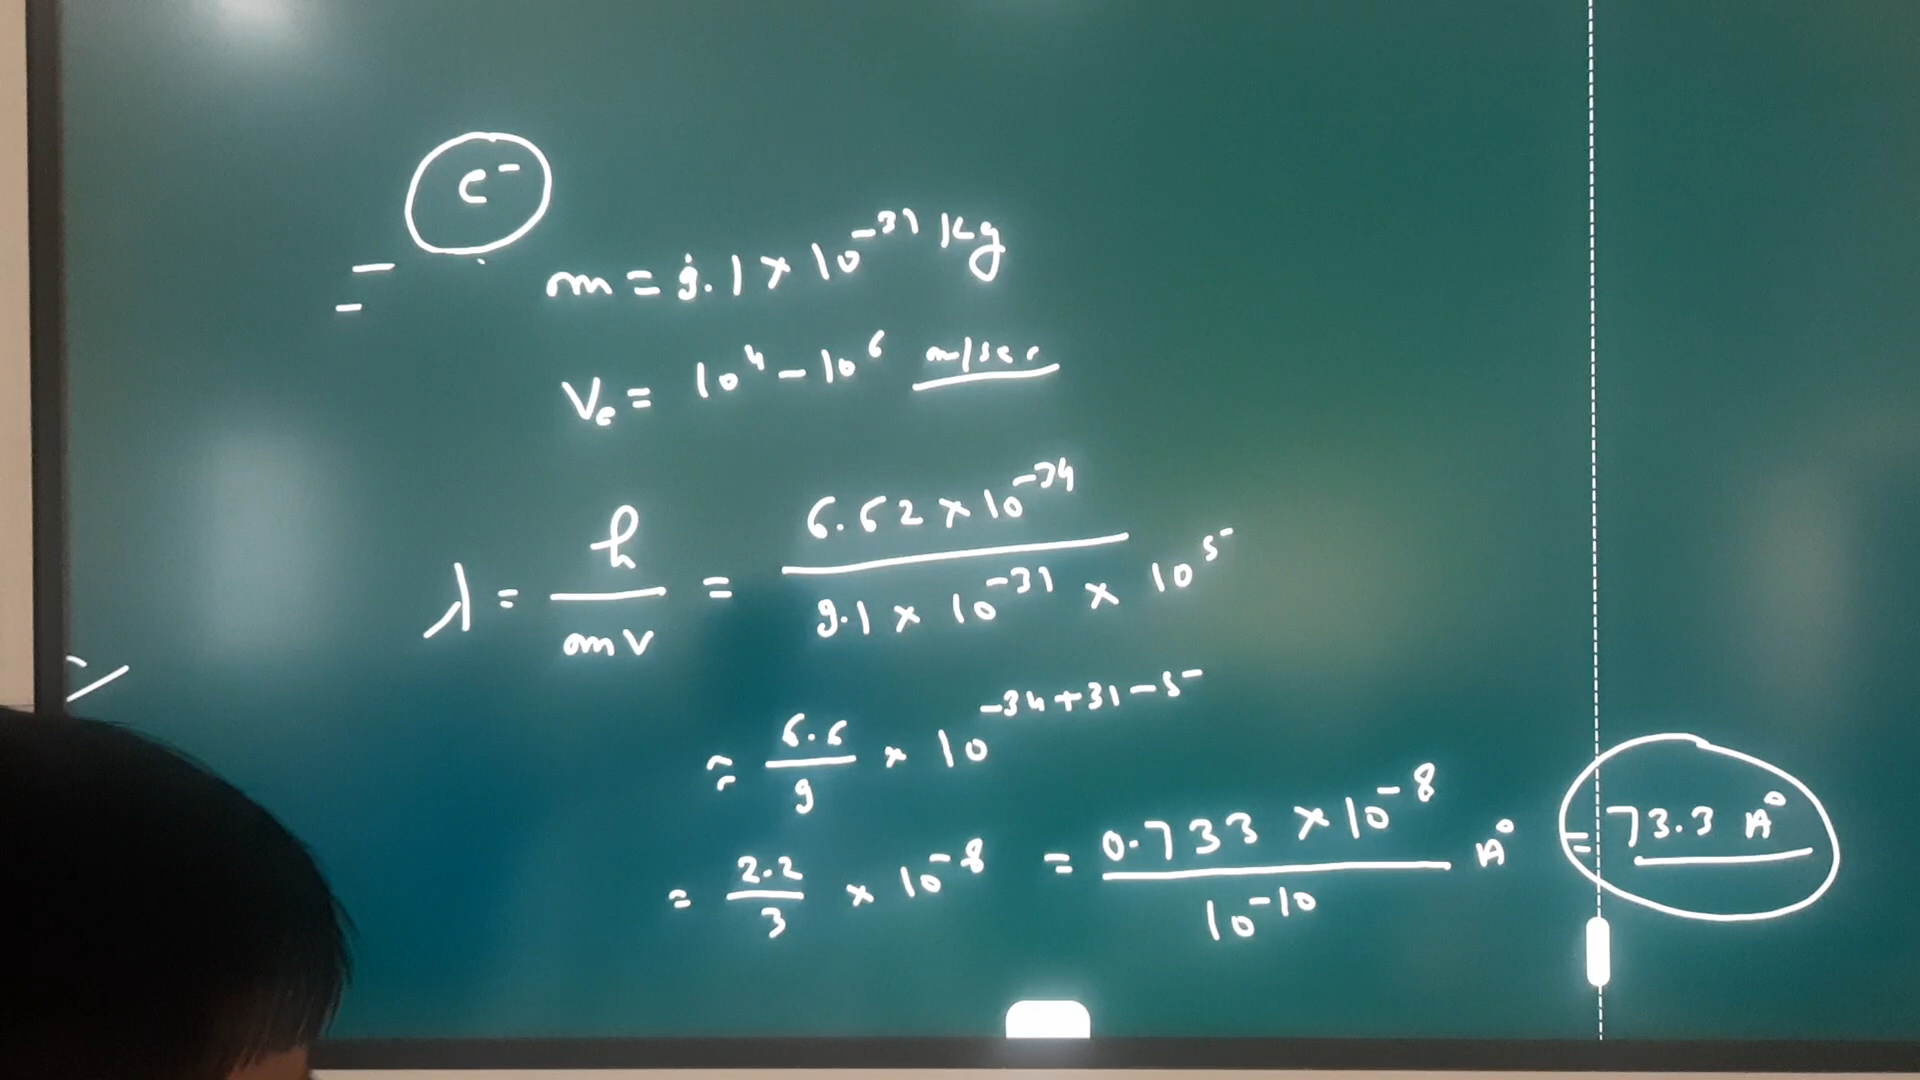 e⁻
m = 9.1 × 10⁻³¹ Kg
Vₑ = 10⁴ – 10⁶ m/sec
λ = h/mv = 6.62 × 10⁻³⁴ / 9.1 × 10⁻³¹ × 10⁵
≈ 6.6/9 × 10⁻³⁴⁺³¹⁻⁵
= 2.2/3 × 10⁻⁸ = 0.733 × 10⁻⁸ / 10⁻¹⁰ A° = 73.3 A°